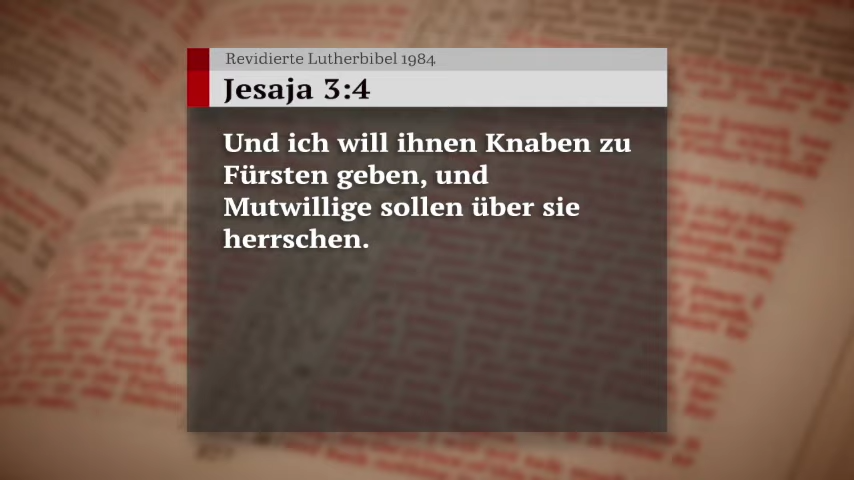 Revidierte Lutherbibel 1984
Jesaja 3:4
Und ich will ihnen Knaben zu
Fürsten geben, und
Mutwillige sollen über sie
herrschen.